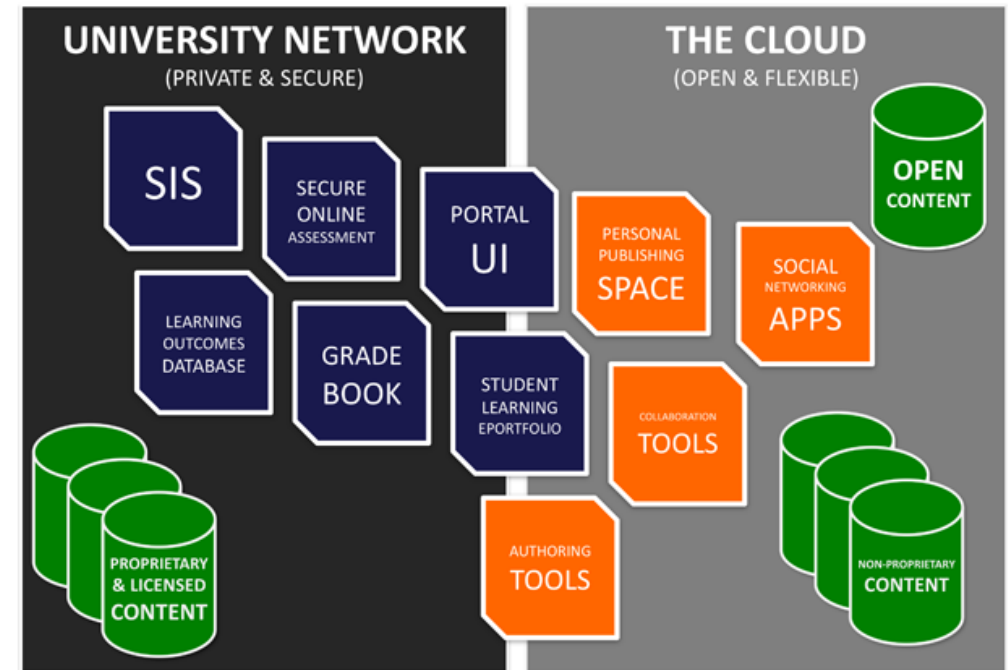 UNIVERSITY NETWORK
(PRIVATE & SECURE)
THE CLOUD
(OPEN & FLEXIBLE)
SIS
SECURE
ONLINE
ASSESSMENT
PORTAL
UI
PERSONAL
PUBLISHING
SPACE
SOCIAL
NETWORKING
APPS
OPEN
CONTENT
LEARNING
OUTCOMES
DATABASE
GRADE
BOOK
STUDENT
LEARNING
EPORTFOLIO
COLLABORATION
TOOLS
AUTHORING
TOOLS
PROPRIETARY
& LICENSED
CONTENT
NON-PROPRIETARY
CONTENT